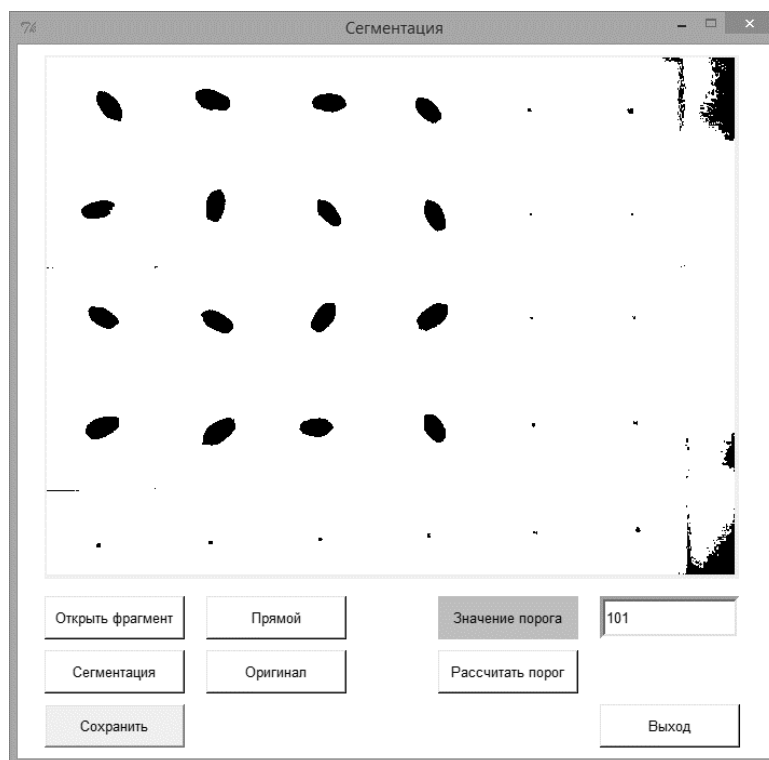 Сегментация
Открыть фрагмент
Прямой
Значение порога
101
Сегментация
Оригинал
Рассчитать порог
Сохранить
Выход